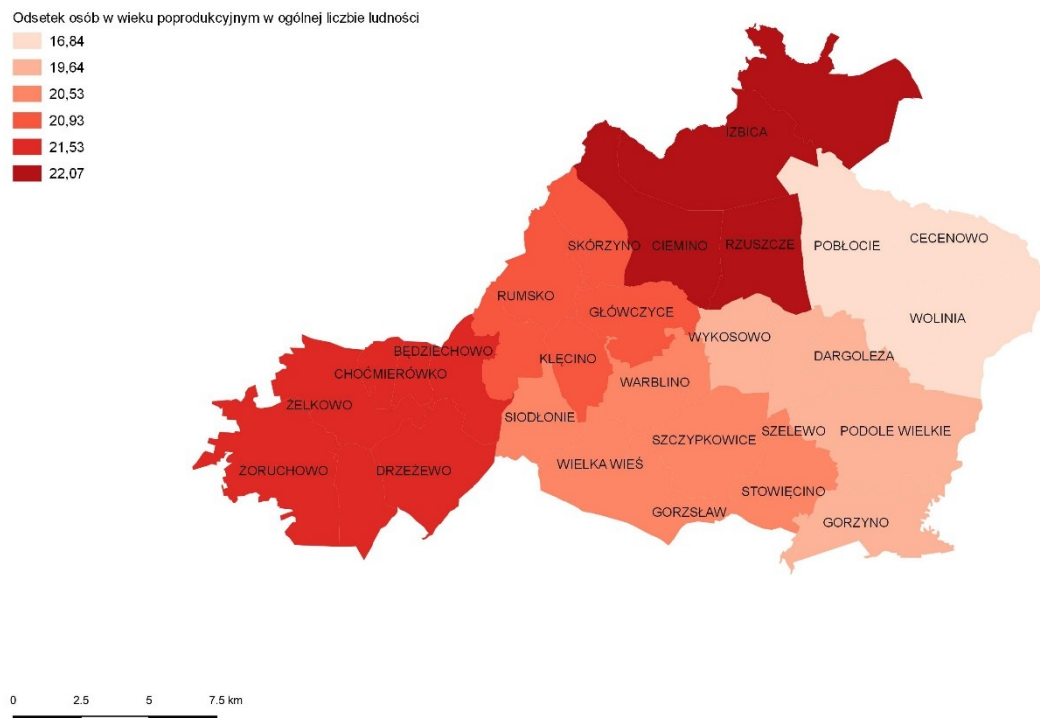 Odsetek osób w wieku poprodukcyjnym w ogólnej liczbie ludności
16,84
19,64
20,53
20,93
21,53
22,07
IZBICA
SKÓRZYNO
CIEMINO
RZUSZCZE
POBŁOCIE
CECENOWO
RUMSKO
GŁÓWCZYCE
WOLINIA
WYKOSOWO
BĘDZIECHOWO
KLĘCINO
DARGOLEZA
CHOĆMIERÓWKO
WARBLINO
ŻELKOWO
SIODŁONIE
SZCZYPKOWICE
SZELEWO
PODOLE WIELKIE
ŻORUCHOWO
DRZEŻEWO
WIELKA WIEŚ
STOWIĘCINO
GORZSŁAW
GORZYNO
0 2.5 5 7.5 km